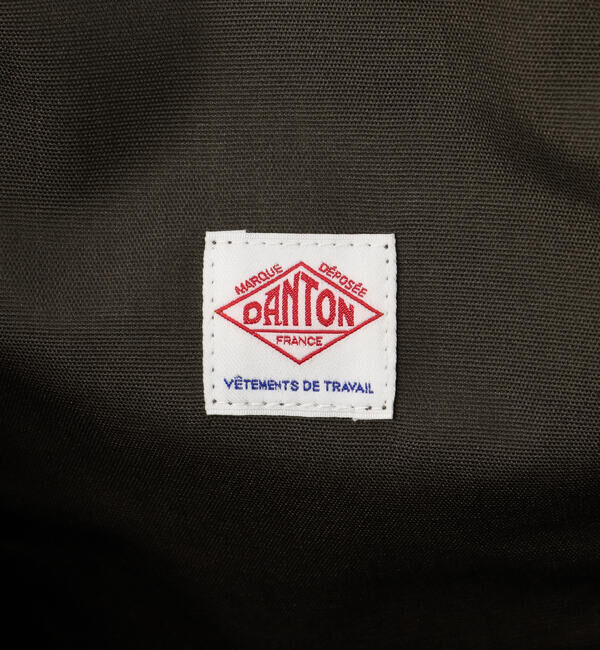 MARQUE DÉPOSÉE
DANTON
FRANCE
VÊTEMENTS DE TRAVAIL